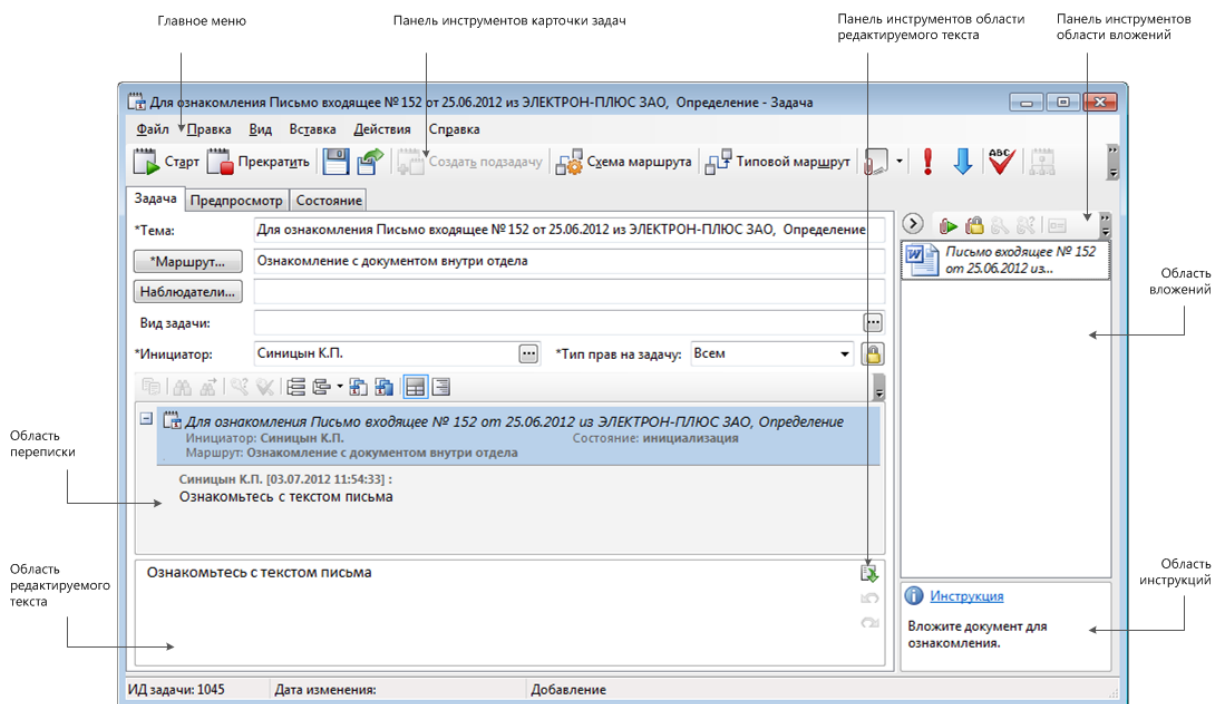 Главное меню
Панель инструментов карточки задач
Панель инструментов области
редактируемого текста
Панель инструментов
области вложений
Для ознакомления Письмо входящее № 152 от 25.06.2012 из ЭЛЕКТРОН-ПЛЮС ЗАО, Определение - Задача
Файл Правка Вид Вставка Действия Справка
Старт Прекратить Создать подзадачу Схема маршрута Типовой маршрут ABC
Задача Предпросмотр Состояние
*Тема: Для ознакомления Письмо входящее № 152 от 25.06.2012 из ЭЛЕКТРОН-ПЛЮС ЗАО, Определение
*Маршрут... Ознакомление с документом внутри отдела
Наблюдатели...
Вид задачи:
*Инициатор: Синицын К.П. *Тип прав на задачу: Всем
Письмо входящее № 152
от 25.06.2012 из...
Область
вложений
Для ознакомления Письмо входящее № 152 от 25.06.2012 из ЭЛЕКТРОН-ПЛЮС ЗАО, Определение
Инициатор: Синицын К.П. Состояние: инициализация
Маршрут: Ознакомление с документом внутри отдела
Синицын К.П. [03.07.2012 11:54:33] :
Ознакомьтесь с текстом письма
Область
переписки
Область
редактируемого
текста
Ознакомьтесь с текстом письма
Инструкция
Вложите документ для
ознакомления.
Область
инструкций
ИД задачи: 1045 Дата изменения: Добавление